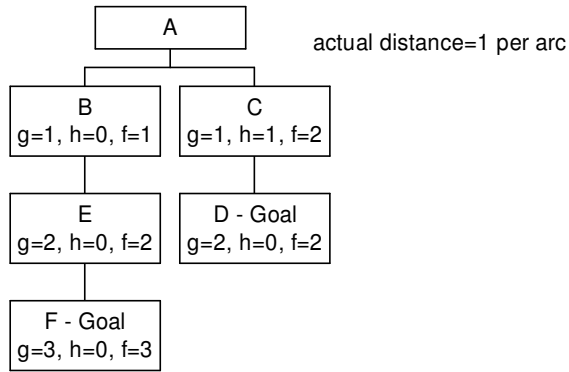 A
actual distance=1 per arc
B
g=1, h=0, f=1
C
g=1, h=1, f=2
E
g=2, h=0, f=2
D - Goal
g=2, h=0, f=2
F - Goal
g=3, h=0, f=3